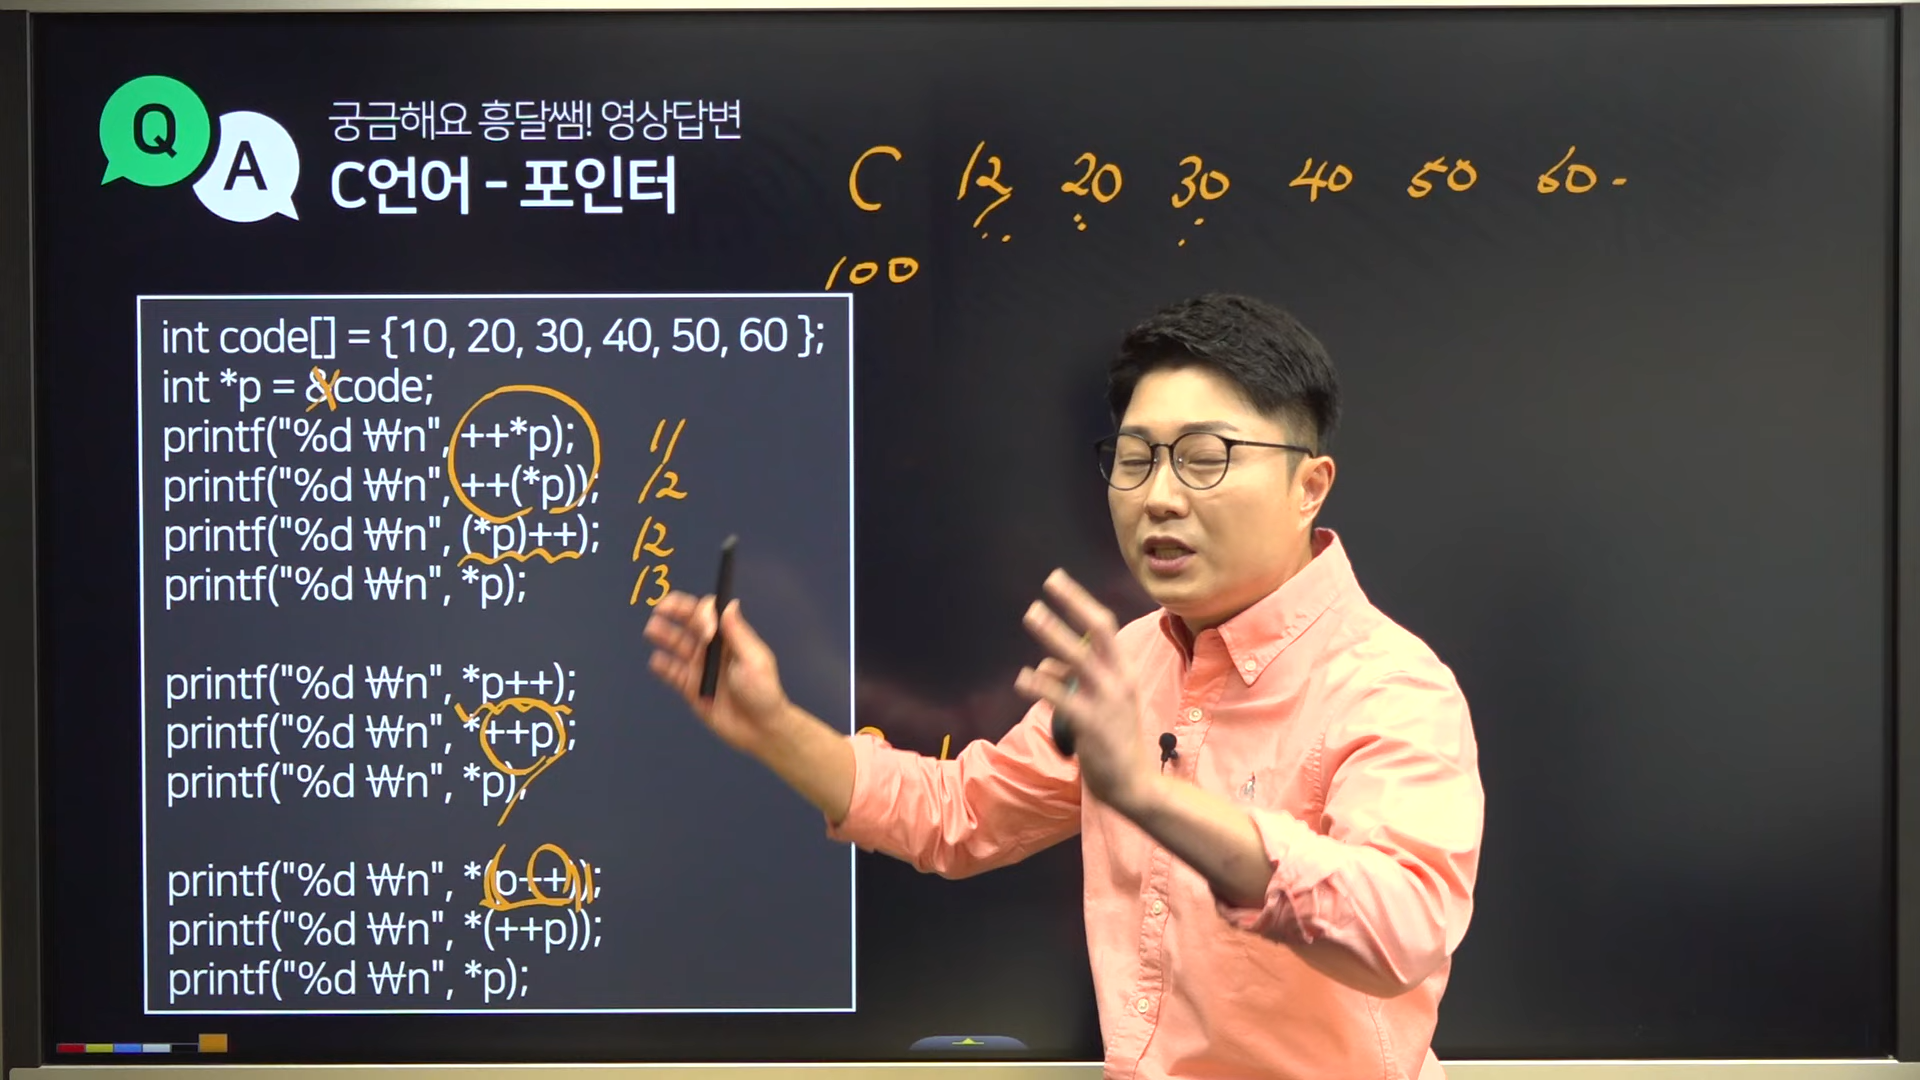 Q
A
궁금해요 흥달쌤! 영상답변
C언어 - 포인터
C 12 20 30 40 50 60
100
int code[] = {10, 20, 30, 40, 50, 60 };
int *p = &code;
printf("%d ₩n", ++*p); 11
printf("%d ₩n", ++(*p)); 12
printf("%d ₩n", (*p)++); 12
printf("%d ₩n", *p); 13
printf("%d ₩n", *p++);
printf("%d ₩n", *++p);
printf("%d ₩n", *p);
printf("%d ₩n", *(p++));
printf("%d ₩n", *(++p));
printf("%d ₩n", *p);